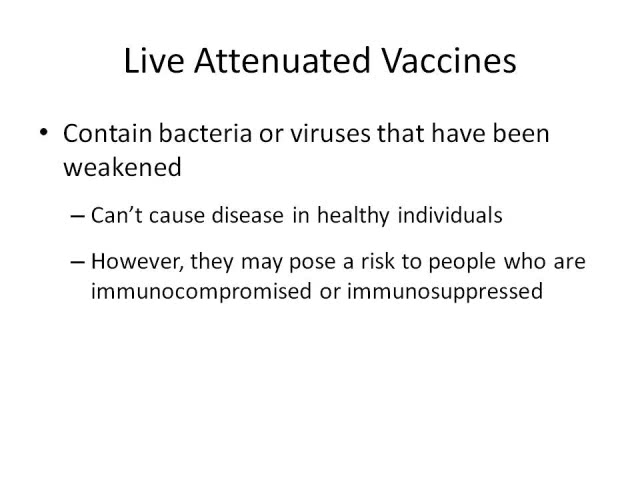 Live Attenuated Vaccines
• Contain bacteria or viruses that have been
weakened
– Can’t cause disease in healthy individuals
– However, they may pose a risk to people who are
immunocompromised or immunosuppressed